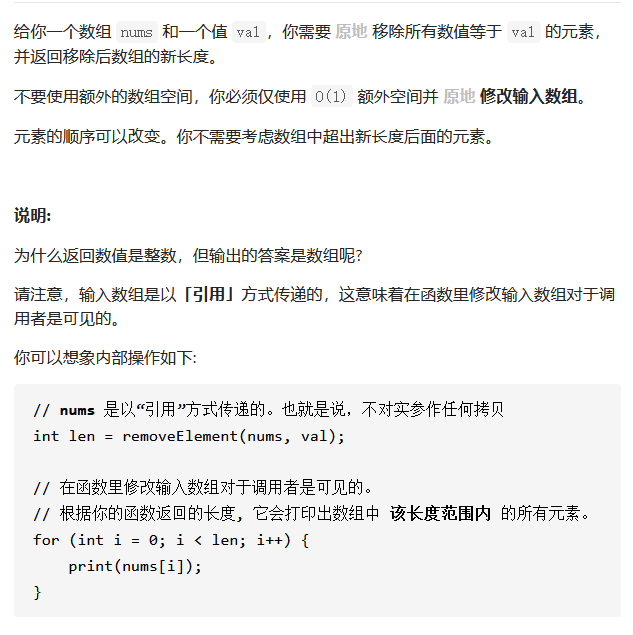 给你一个数组 nums 和一个值 val，你需要 原地 移除所有数值等于 val 的元素，
并返回移除后数组的新长度。
不要使用额外的数组空间，你必须仅使用 O(1) 额外空间并 原地 修改输入数组。
元素的顺序可以改变。你不需要考虑数组中超出新长度后面的元素。
说明:
为什么返回数值是整数，但输出的答案是数组呢?
请注意，输入数组是以「引用」方式传递的，这意味着在函数里修改输入数组对于调
用者是可见的。
你可以想象内部操作如下:
// nums 是以“引用”方式传递的。也就是说，不对实参作任何拷贝
int len = removeElement(nums, val);
// 在函数里修改输入数组对于调用者是可见的。
// 根据你的函数返回的长度, 它会打印出数组中 该长度范围内 的所有元素。
for (int i = 0; i < len; i++) {
    print(nums[i]);
}